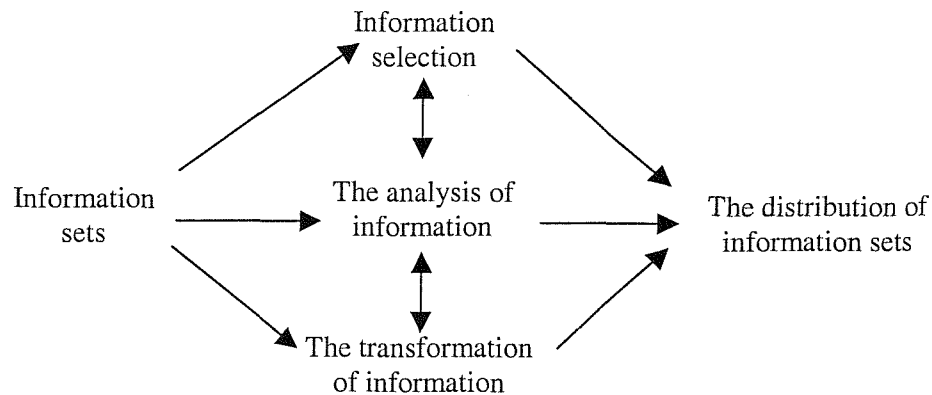 Information
selection
Information
sets
The analysis of
information
The distribution of
information sets
The transformation
of information